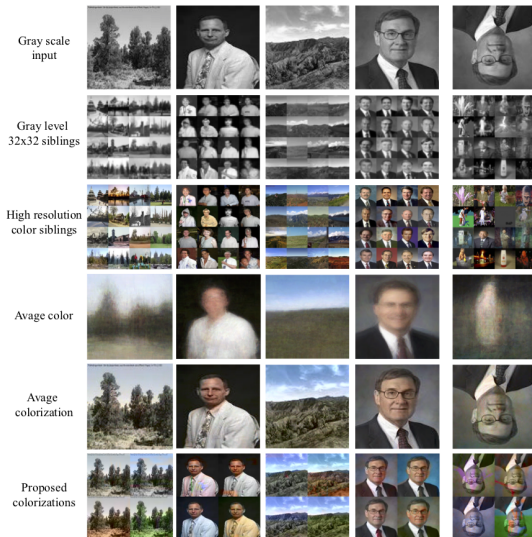 Gray scale
input
Gray level
32x32 siblings
High resolution
color siblings
Avage color
Avage
colorization
Proposed
colorizations